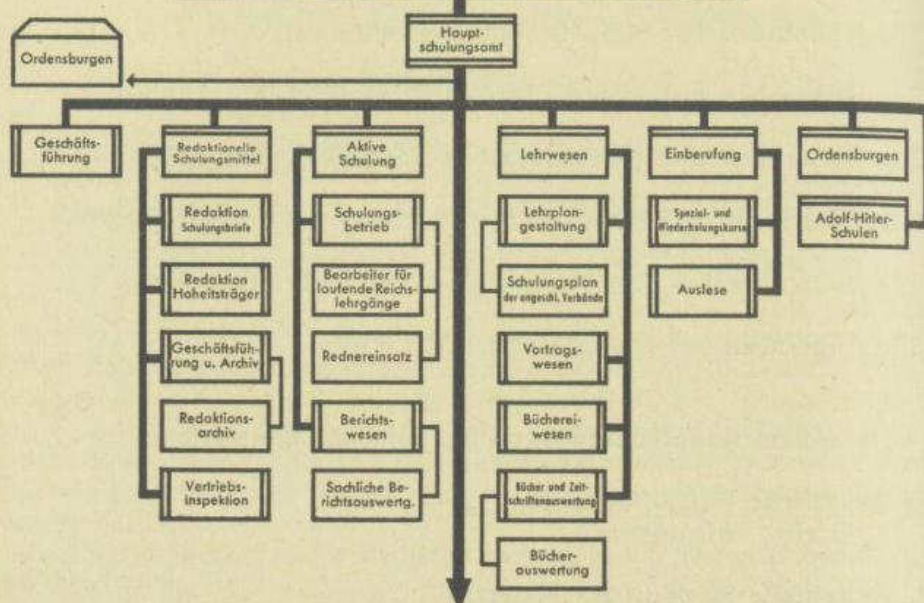 Haupt-
schulungsamt
Ordensburgen
Geschäfts-
führung
Redaktionelle
Schulungsmittel
Redaktion
Schulungsbriefe
Redaktion
Hoheitsträger
Geschäftsfüh-
rung u. Archiv
Redaktions-
archiv
Vertriebs-
inspektion
Aktive
Schulung
Schulungs-
betrieb
Bearbeiter für
laufende Reichs-
lehrgänge
Rednereinsatz
Berichts-
wesen
Sachliche Be-
richtsauswertg.
Lehrwesen
Lehrplan-
gestaltung
Schulungsplan
der angeschl. Verbände
Vortrags-
wesen
Bücherei-
wesen
Bücher und Zeit-
schriftenauswertung
Bücher-
auswertung
Einberufung
Spezial- und
Wiederholungskurse
Auslese
Ordensburgen
Adolf-Hitler-
Schulen